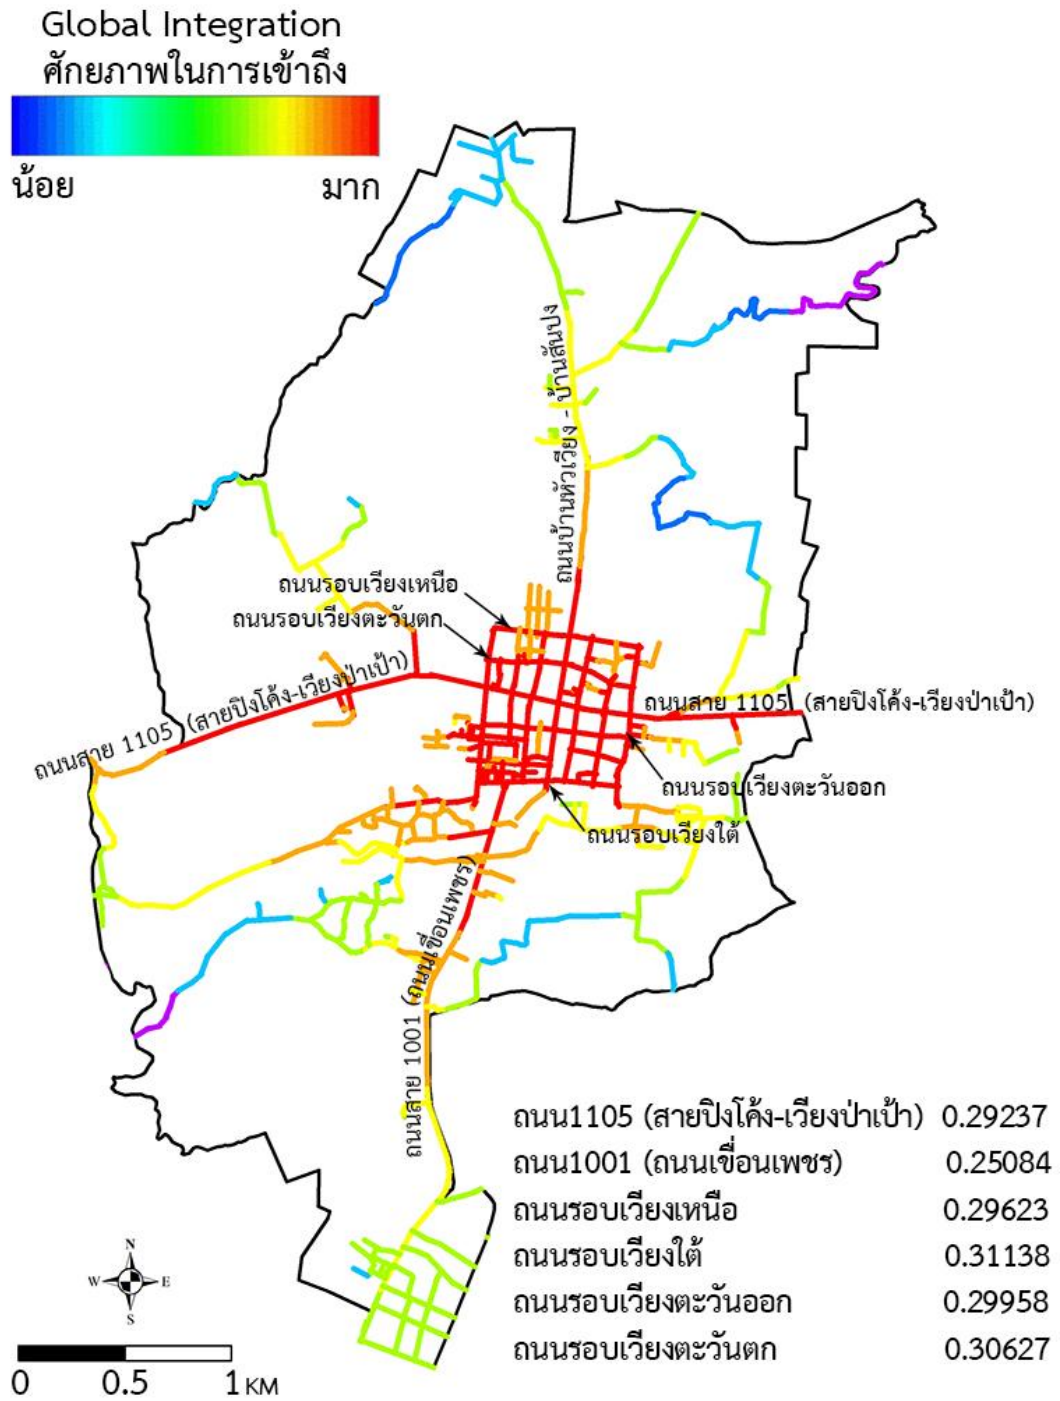 Global Integration
ศักยภาพในการเข้าถึง
น้อย มาก
ถนนบ้านหัวเวียง - บ้านสันปง
ถนนรอบเวียงเหนือ
ถนนรอบเวียงตะวันตก
ถนนสาย 1105 (สายปิงโค้ง-เวียงป่าเป้า)
ถนนสาย 1105 (สายปิงโค้ง-เวียงป่าเป้า)
ถนนรอบเวียงตะวันออก
ถนนรอบเวียงใต้
ถนนสาย 1001 (ถนนเขื่อนเพชร)
ถนน1105 (สายปิงโค้ง-เวียงป่าเป้า) 0.29237
ถนน1001 (ถนนเขื่อนเพชร) 0.25084
ถนนรอบเวียงเหนือ 0.29623
ถนนรอบเวียงใต้ 0.31138
ถนนรอบเวียงตะวันออก 0.29958
ถนนรอบเวียงตะวันตก 0.30627
N
W E
S
0 0.5 1 KM